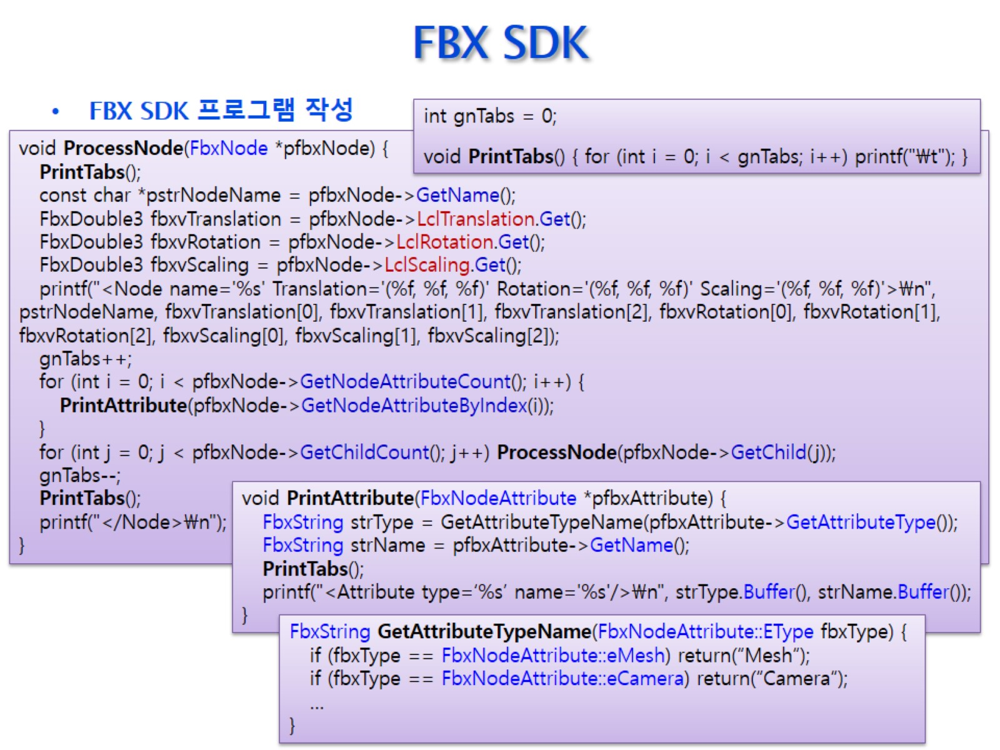 FBX SDK
• FBX SDK 프로그램 작성
int gnTabs = 0;
void PrintTabs() { for (int i = 0; i < gnTabs; i++) printf("₩t"); }
void ProcessNode(FbxNode *pfbxNode) {
PrintTabs();
const char *pstrNodeName = pfbxNode->GetName();
FbxDouble3 fbxvTranslation = pfbxNode->LclTranslation.Get();
FbxDouble3 fbxvRotation = pfbxNode->LclRotation.Get();
FbxDouble3 fbxvScaling = pfbxNode->LclScaling.Get();
printf("<Node name='%s' Translation='(%f, %f, %f)' Rotation='(%f, %f, %f)' Scaling='(%f, %f, %f)'>₩n",
pstrNodeName, fbxvTranslation[0], fbxvTranslation[1], fbxvTranslation[2], fbxvRotation[0], fbxvRotation[1],
fbxvRotation[2], fbxvScaling[0], fbxvScaling[1], fbxvScaling[2]);
gnTabs++;
for (int i = 0; i < pfbxNode->GetNodeAttributeCount(); i++) {
PrintAttribute(pfbxNode->GetNodeAttributeByIndex(i));
}
for (int j = 0; j < pfbxNode->GetChildCount(); j++) ProcessNode(pfbxNode->GetChild(j));
gnTabs--;
PrintTabs();
printf("</Node>₩n");
}
void PrintAttribute(FbxNodeAttribute *pfbxAttribute) {
FbxString strType = GetAttributeTypeName(pfbxAttribute->GetAttributeType());
FbxString strName = pfbxAttribute->GetName();
PrintTabs();
printf("<Attribute type=‘%s’ name='%s'/>₩n", strType.Buffer(), strName.Buffer());
}
FbxString GetAttributeTypeName(FbxNodeAttribute::EType fbxType) {
if (fbxType == FbxNodeAttribute::eMesh) return(“Mesh“);
if (fbxType == FbxNodeAttribute::eCamera) return(“Camera“);
...
}